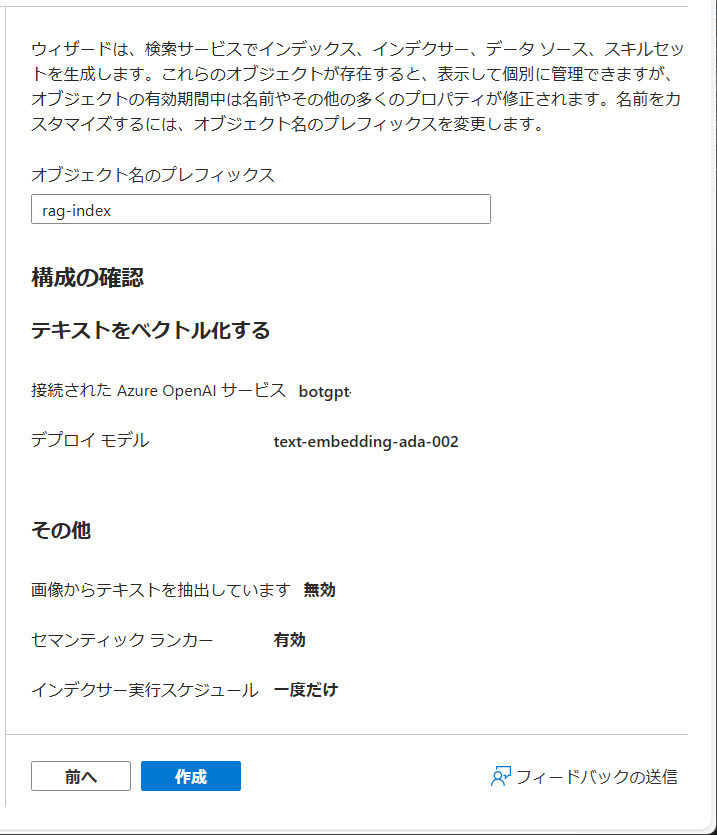 ウィザードは、検索サービスでインデックス、インデクサー、データ ソース、スキルセッ
トを生成します。これらのオブジェクトが存在すると、表示して個別に管理できますが、
オブジェクトの有効期間中は名前やその他の多くのプロパティが修正されます。名前をカ
スタマイズするには、オブジェクト名のプレフィックスを変更します。
オブジェクト名のプレフィックス
rag-index
構成の確認
テキストをベクトル化する
接続された Azure OpenAI サービス botgpt
デプロイ モデル text-embedding-ada-002
その他
画像からテキストを抽出しています 無効
セマンティック ランカー 有効
インデクサー実行スケジュール 一度だけ
前へ 作成 フィードバックの送信